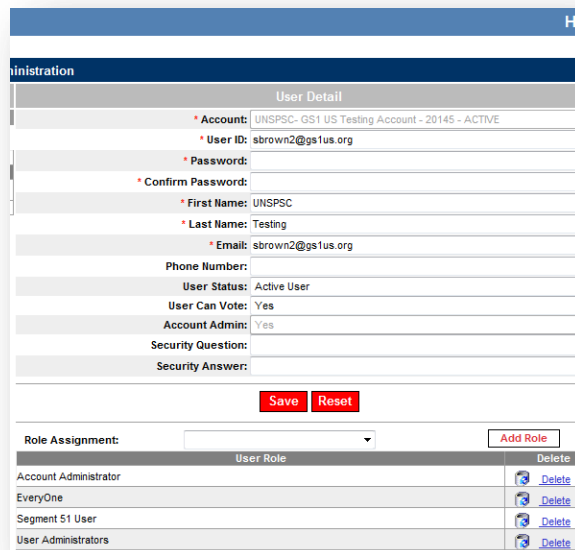 H
ninistration
User Detail
* Account: UNSPSC- GS1 US Testing Account - 20145 - ACTIVE
* User ID: sbrown2@gs1us.org
* Password:
* Confirm Password:
* First Name: UNSPSC
* Last Name: Testing
* Email: sbrown2@gs1us.org
Phone Number:
User Status: Active User
User Can Vote: Yes
Account Admin: Yes
Security Question:
Security Answer:
Save Reset
Role Assignment: Add Role
User Role Delete
Account Administrator Delete
EveryOne Delete
Segment 51 User Delete
User Administrators Delete